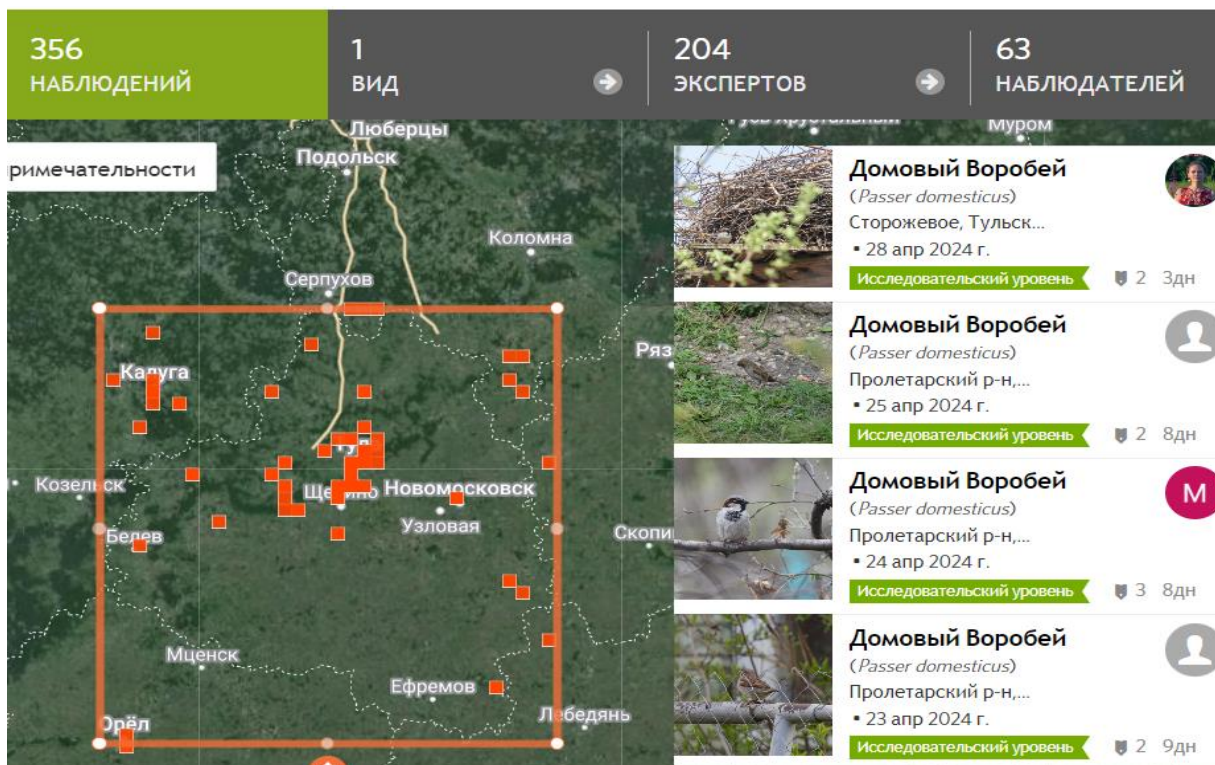 356
НАБЛЮДЕНИЙ
1
ВИД
204
ЭКСПЕРТОВ
63
НАБЛЮДАТЕЛЕЙ
Люберцы
Муром
Подольск
римечательности
Коломна
Серпухов
Калуга
Ряз
Козельск
Новомосковск
Узловая
Скопи
Белев
Мценск
Ефремов
Лебедянь
Орёл
Домовый Воробей
(Passer domesticus)
Сторожевое, Тульск...
• 28 апр 2024 г.
Исследовательский уровень 2 3дн
Домовый Воробей
(Passer domesticus)
Пролетарский р-н,...
• 25 апр 2024 г.
Исследовательский уровень 2 8дн
Домовый Воробей
(Passer domesticus)
M
Пролетарский р-н,...
• 24 апр 2024 г.
Исследовательский уровень 3 8дн
Домовый Воробей
(Passer domesticus)
Пролетарский р-н,...
• 23 апр 2024 г.
Исследовательский уровень 2 9дн